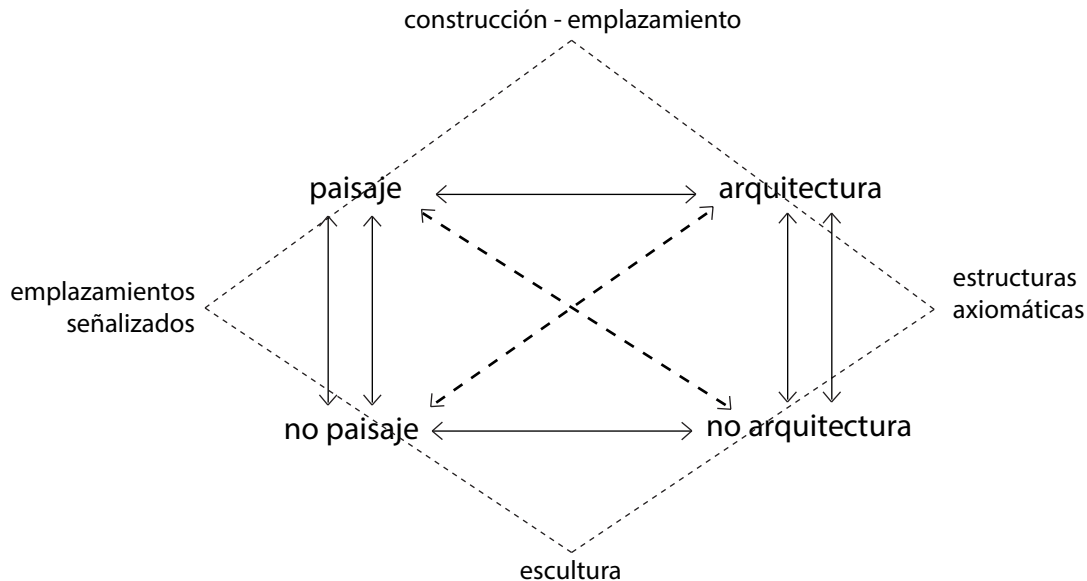 construcción - emplazamiento
paisaje
arquitectura
emplazamientos
señalizados
estructuras
axiomáticas
no paisaje
no arquitectura
escultura